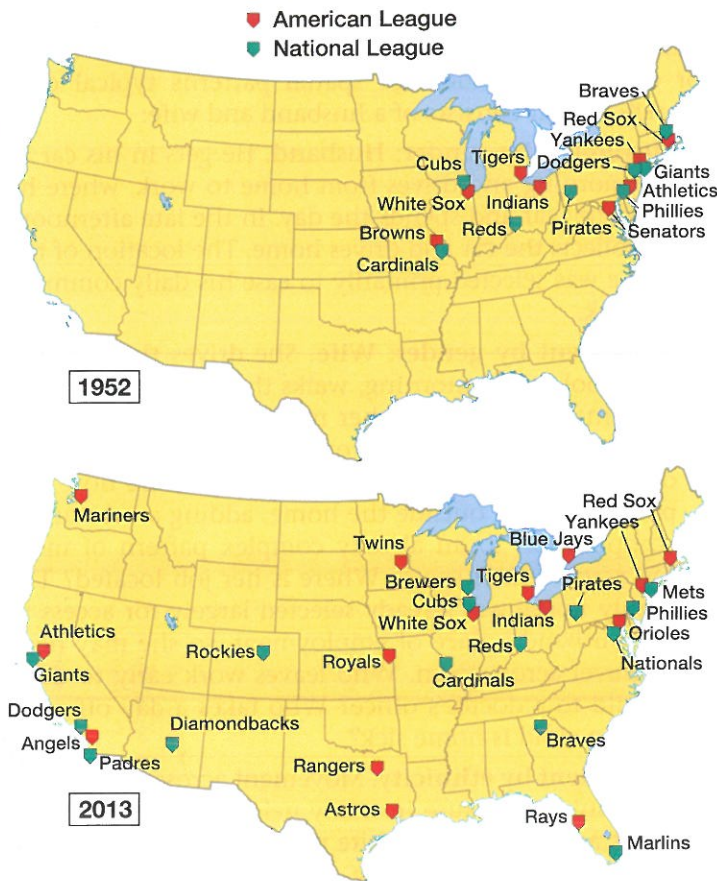 American League
National League
Braves
Red Sox
Yankees
Dodgers
Giants
Athletics
Phillies
Senators
Pirates
Tigers
Indians
Cubs
White Sox
Reds
Browns
Cardinals
1952
Mariners
Red Sox
Yankees
Blue Jays
Twins
Brewers
Tigers
Pirates
Mets
Cubs
Phillies
White Sox
Indians
Orioles
Athletics
Rockies
Royals
Reds
Nationals
Giants
Cardinals
Dodgers
Diamondbacks
Angels
Padres
Braves
Rangers
Astros
Rays
Marlins
2013